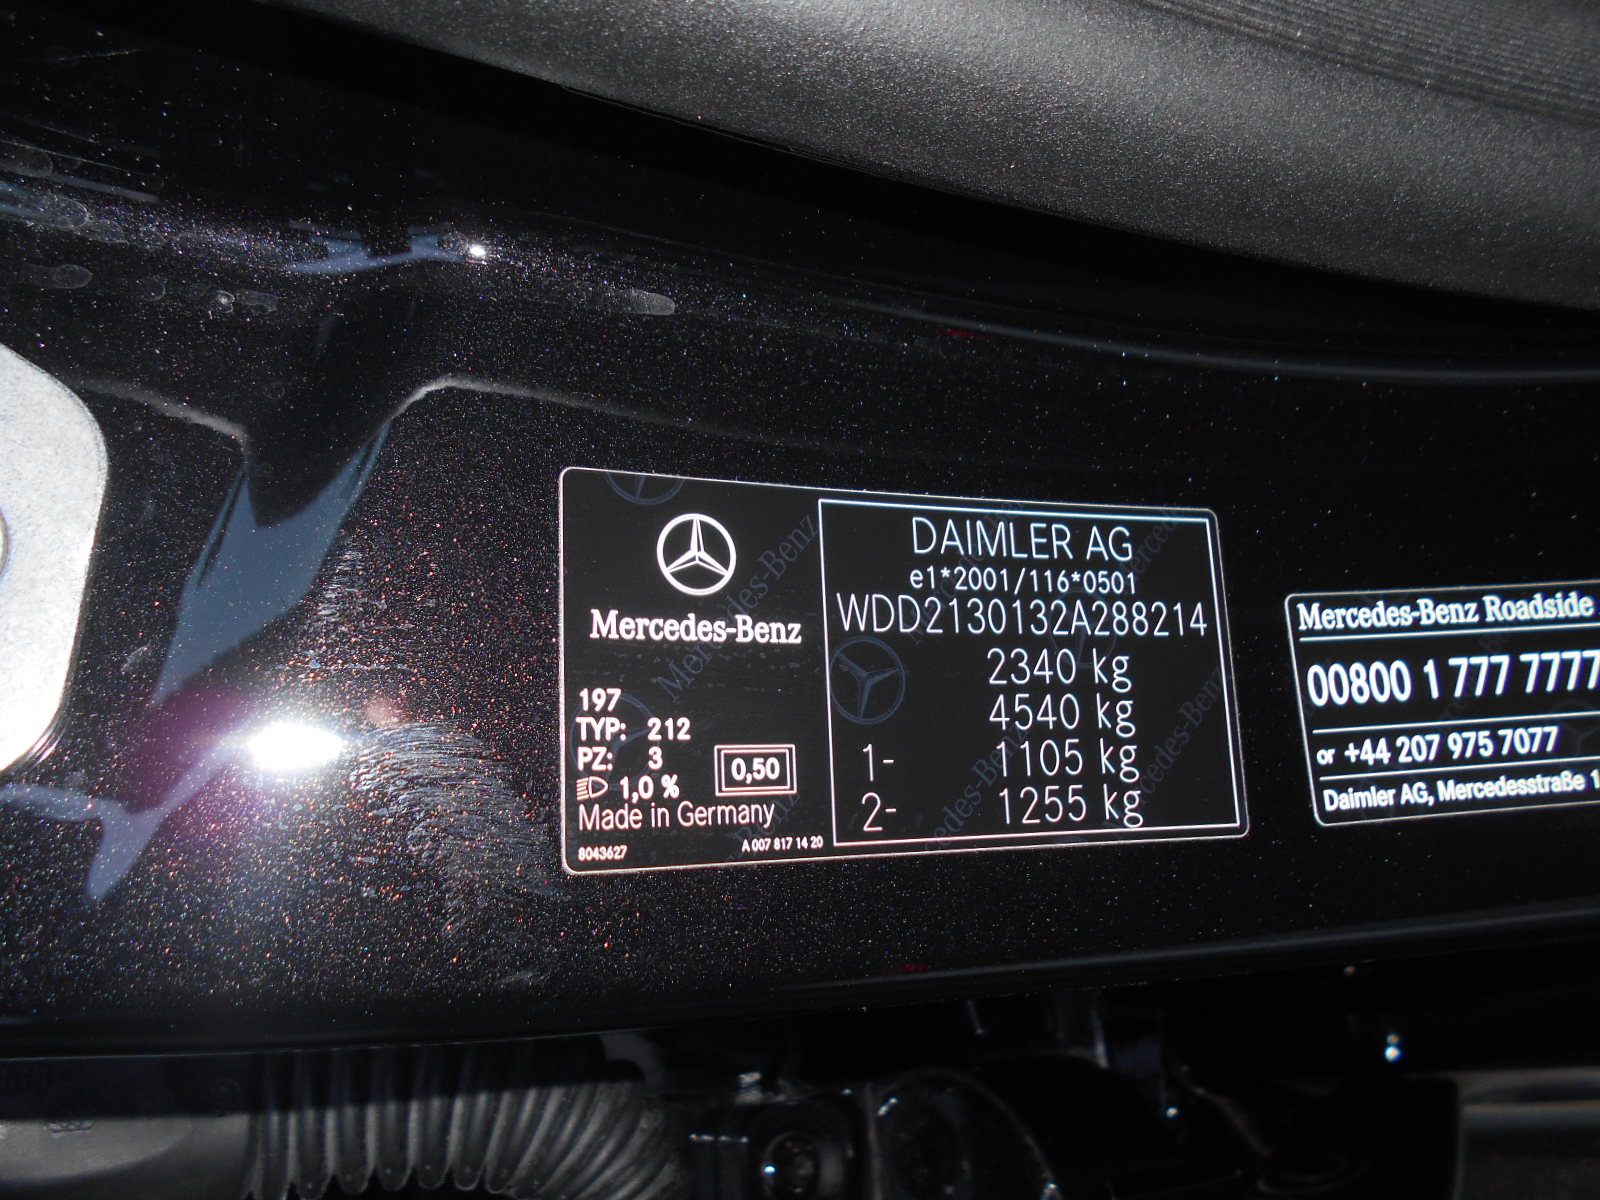 Mercedes-Benz
197
TYP: 212
PZ: 3
1,0 %
0,50
Made in Germany
8043627
A 007 817 14 20
DAIMLER AG
e1*2001/116*0501
WDD2130132A288214
2340 kg
4540 kg
1- 1105 kg
2- 1255 kg
Mercedes-Benz Roadside
00800 1 777 7777
or +44 207 975 7077
Daimler AG, Mercedesstraße 1